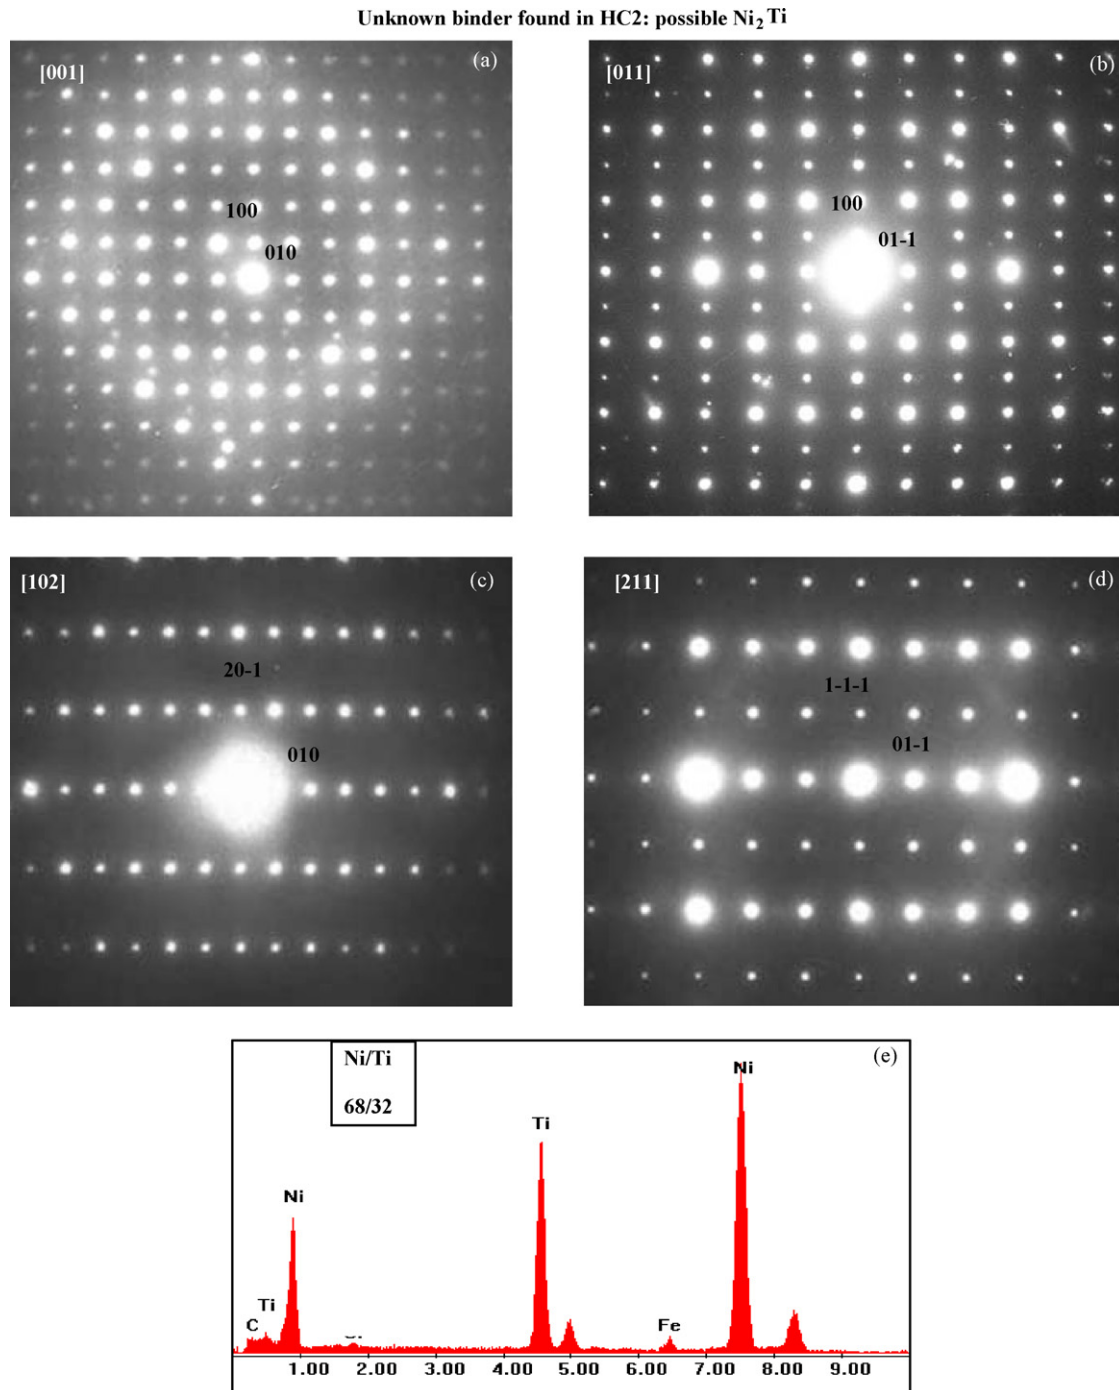 Unknown binder found in HC2: possible Ni₂Ti
[001] (a)
100
010
[011] (b)
100
01-1
[102] (c)
20-1
010
[211] (d)
1-1-1
01-1
(e)
Ni/Ti
68/32
Ni
Ti
Ni
Ti
C
Fe
1.00 2.00 3.00 4.00 5.00 6.00 7.00 8.00 9.00